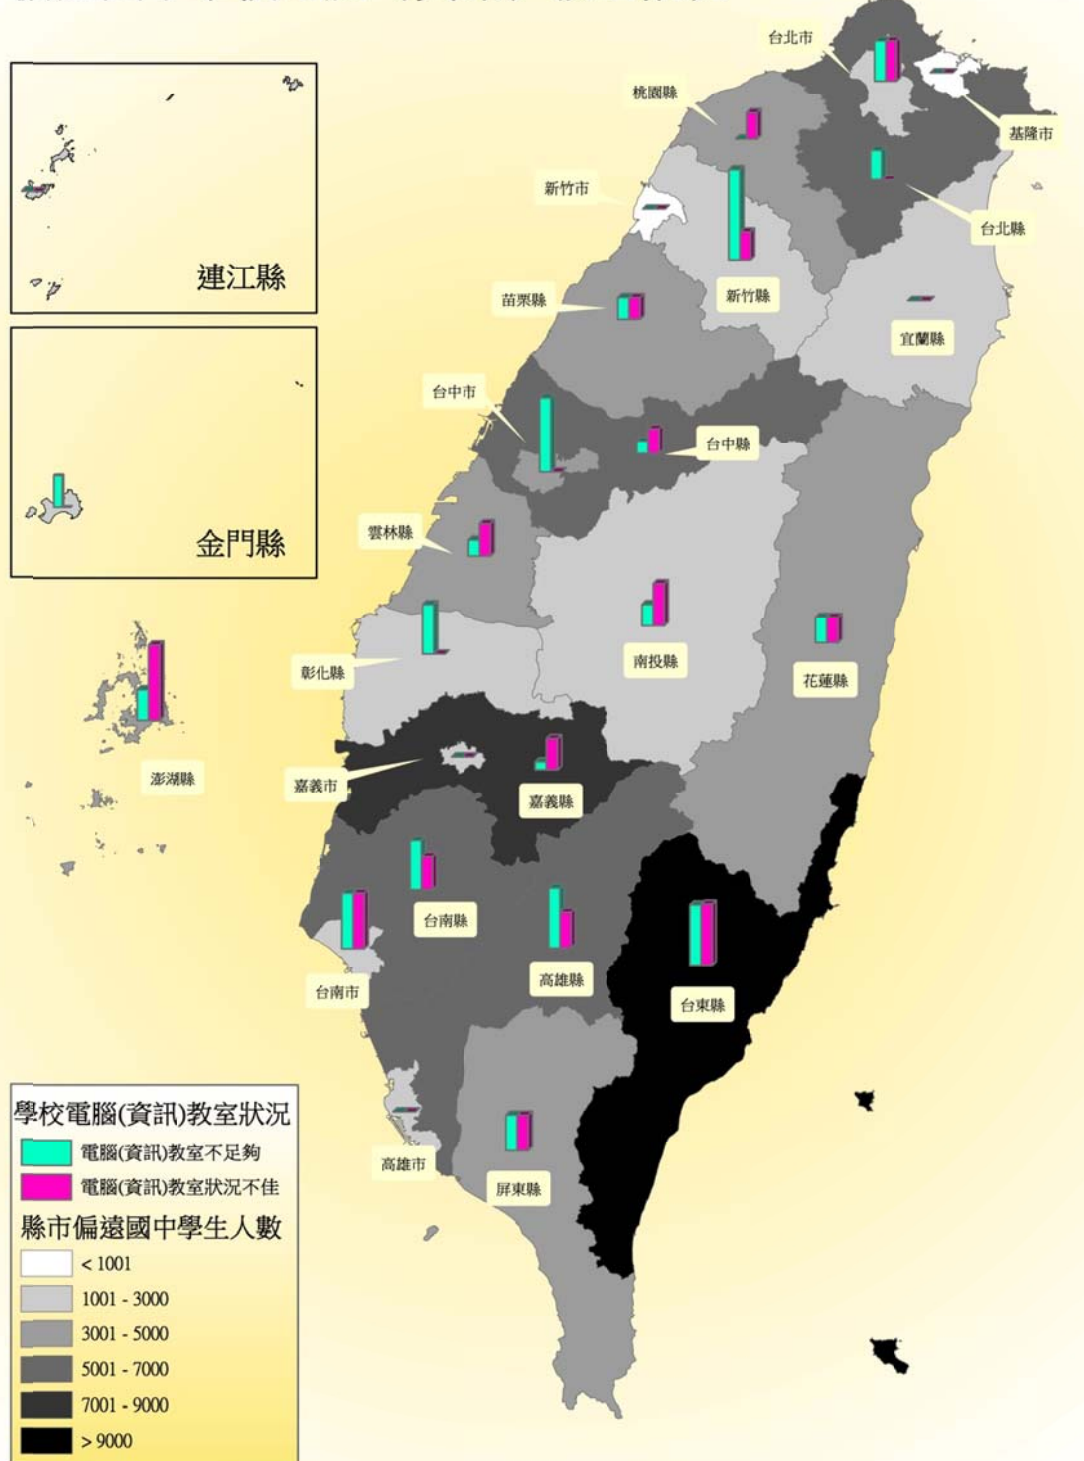 台北市
桃園縣
基隆市
新竹市
台北縣
連江縣
苗栗縣
新竹縣
宜蘭縣
台中市
台中縣
雲林縣
金門縣
彰化縣
南投縣
花蓮縣
澎湖縣
嘉義市
嘉義縣
台南縣
高雄縣
台南市
台東縣
高雄市
屏東縣
學校電腦(資訊)教室狀況
電腦(資訊)教室不足夠
電腦(資訊)教室狀況不佳
縣市偏遠國中學生人數
< 1001
1001 - 3000
3001 - 5000
5001 - 7000
7001 - 9000
> 9000